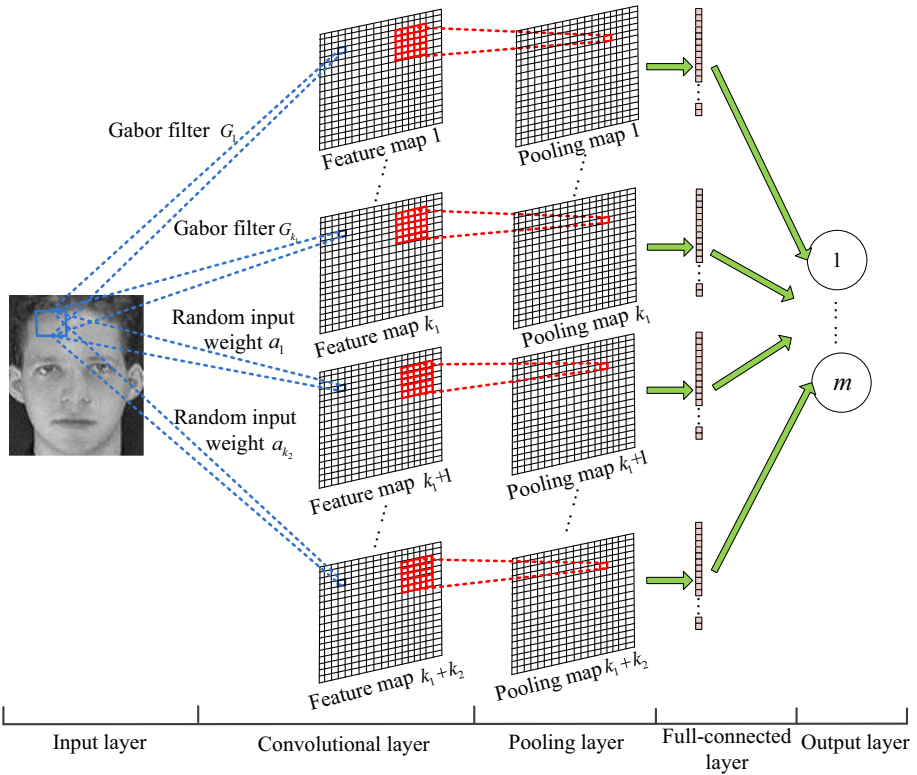 Gabor filter G₁
Feature map 1
Pooling map 1
Gabor filter Gₖ₁
Feature map k₁
Pooling map k₁
1
Random input
weight a₁
Feature map k₁+1
Pooling map k₁+1
m
Random input
weight aₖ₂
Feature map k₁+k₂
Pooling map k₁+k₂
Input layer
Convolutional layer
Pooling layer
Full-connected
layer
Output layer